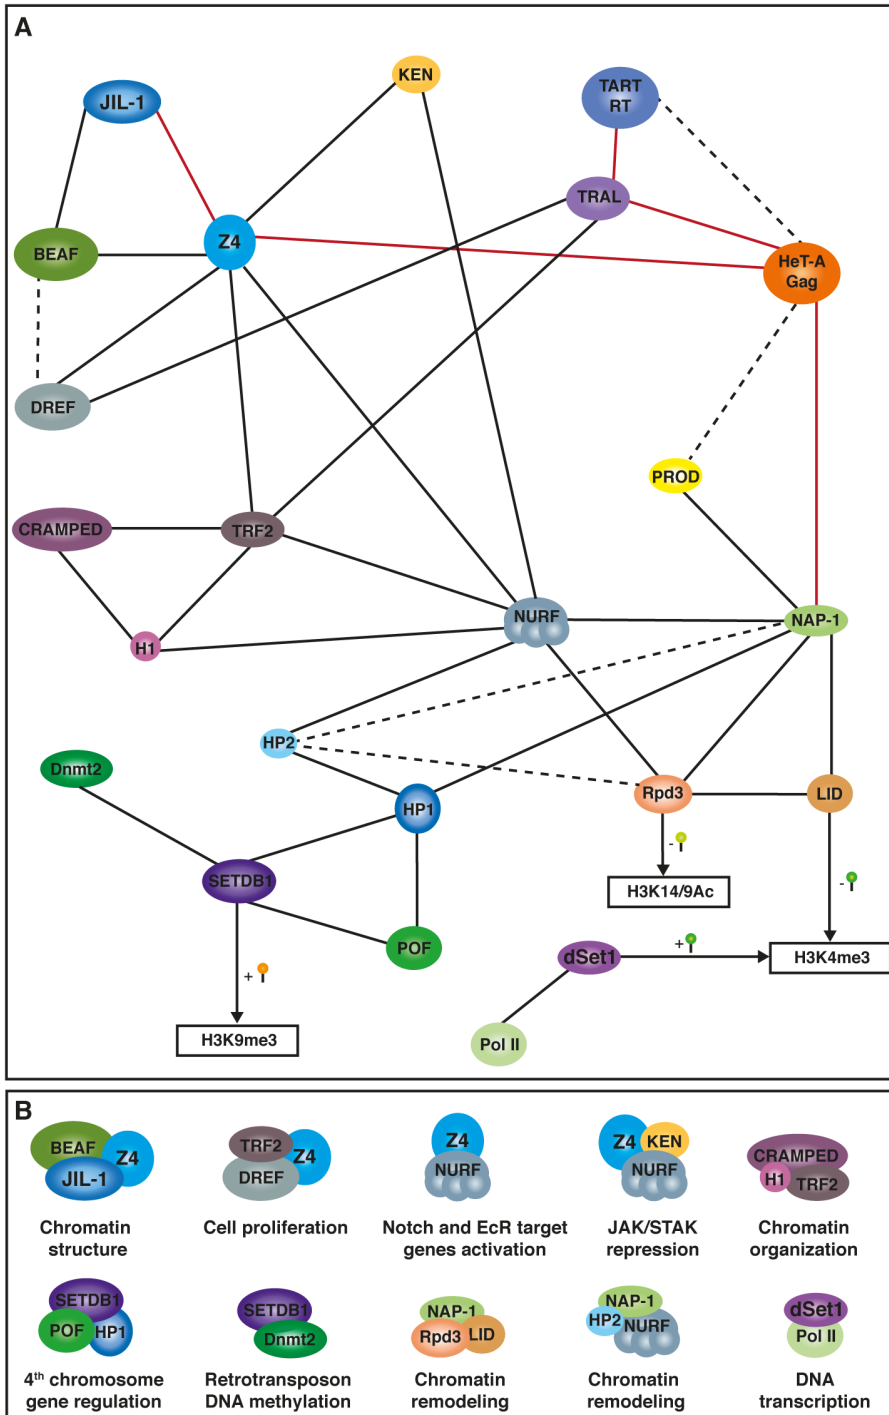 A
JIL-1
KEN
TART
RT
TRAL
Z4
BEAF
HeT-A
Gag
DREF
PROD
CRAMPED
TRF2
NURF
NAP-1
H1
HP2
Dnmt2
HP1
Rpd3
LID
SETDB1
-
-
H3K14/9Ac
POF
dSet1
+
H3K4me3
+
H3K9me3
Pol II
B
BEAF
Z4
JIL-1
Chromatin
structure
TRF2
Z4
DREF
Cell proliferation
Z4
NURF
Notch and EcR target
genes activation
Z4
KEN
NURF
JAK/STAK
repression
CRAMPED
H1
TRF2
Chromatin
organization
SETDB1
POF
HP1
4th chromosome
gene regulation
SETDB1
Dnmt2
Retrotransposon
DNA methylation
NAP-1
Rpd3
LID
Chromatin
remodeling
NAP-1
HP2
NURF
Chromatin
remodeling
dSet1
Pol II
DNA
transcription